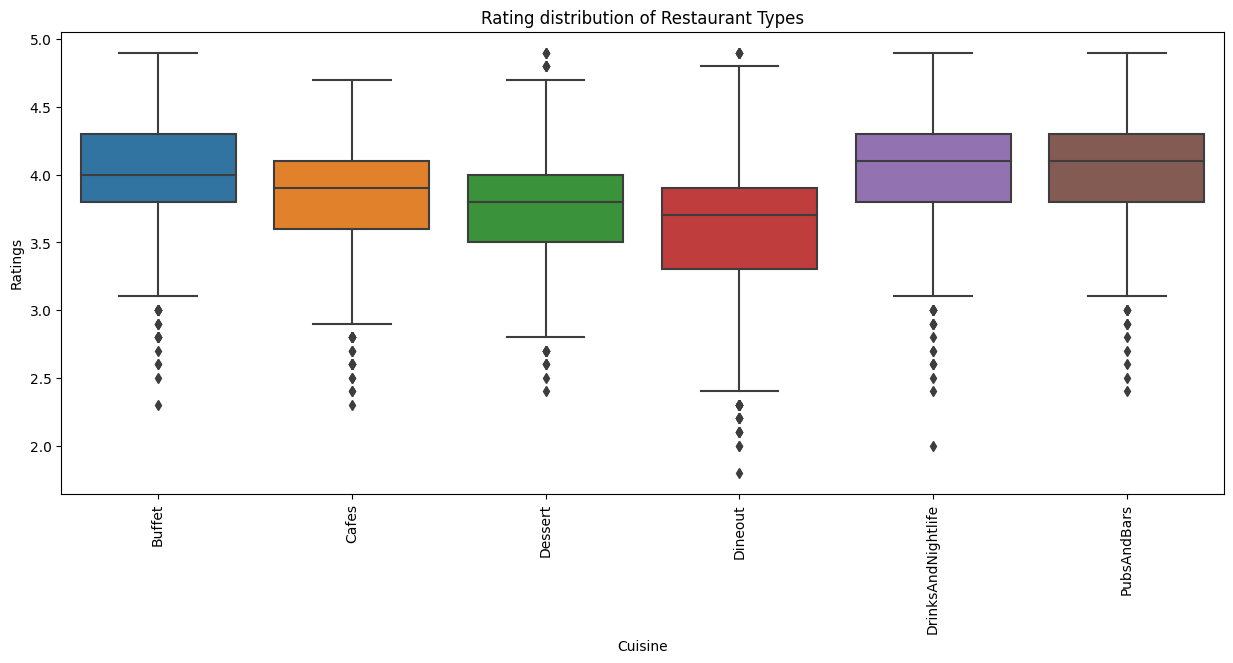 Rating distribution of Restaurant Types
Ratings
5.0
4.5
4.0
3.5
3.0
2.5
2.0
Buffet
Cafes
Dessert
Dineout
DrinksAndNightlife
PubsAndBars
Cuisine